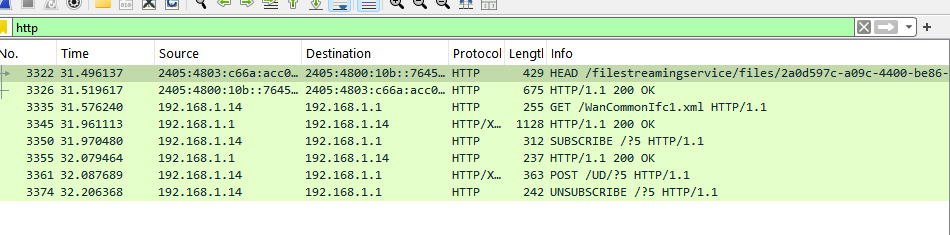 http
No. Time Source Destination Protocol Lengtl Info
3322 31.496137 2405:4803:c66a:acc0… 2405:4800:10b::7645… HTTP 429 HEAD /filestreamingservice/files/2a0d597c-a09c-4400-be86-
3326 31.519617 2405:4800:10b::7645… 2405:4803:c66a:acc0… HTTP 675 HTTP/1.1 200 OK
3335 31.576240 192.168.1.14 192.168.1.1 HTTP 255 GET /WanCommonIfc1.xml HTTP/1.1
3345 31.961113 192.168.1.1 192.168.1.14 HTTP/X… 1128 HTTP/1.1 200 OK
3350 31.970480 192.168.1.14 192.168.1.1 HTTP 312 SUBSCRIBE /?5 HTTP/1.1
3355 32.079464 192.168.1.1 192.168.1.14 HTTP 237 HTTP/1.1 200 OK
3361 32.087689 192.168.1.14 192.168.1.1 HTTP/X… 363 POST /UD/?5 HTTP/1.1
3374 32.206368 192.168.1.14 192.168.1.1 HTTP 242 UNSUBSCRIBE /?5 HTTP/1.1